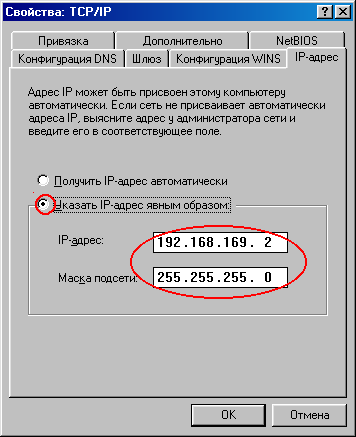 Свойства: TCP/IP
Привязка Дополнительно NetBIOS
Конфигурация DNS Шлюз Конфигурация WINS IP-адрес
Адрес IP может быть присвоен этому компьютеру
автоматически. Если сеть не присваивает автоматически
адреса IP, выясните адрес у администратора сети и
введите его в соответствующее поле.
Получить IP-адрес автоматически
Указать IP-адрес явным образом:
IP-адрес: 192.168.169. 2
Маска подсети: 255.255.255. 0
OK Отмена